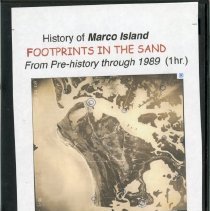 History of Marco Island
FOOTPRINTS IN THE SAND
From Pre-history through 1989 (1hr.)